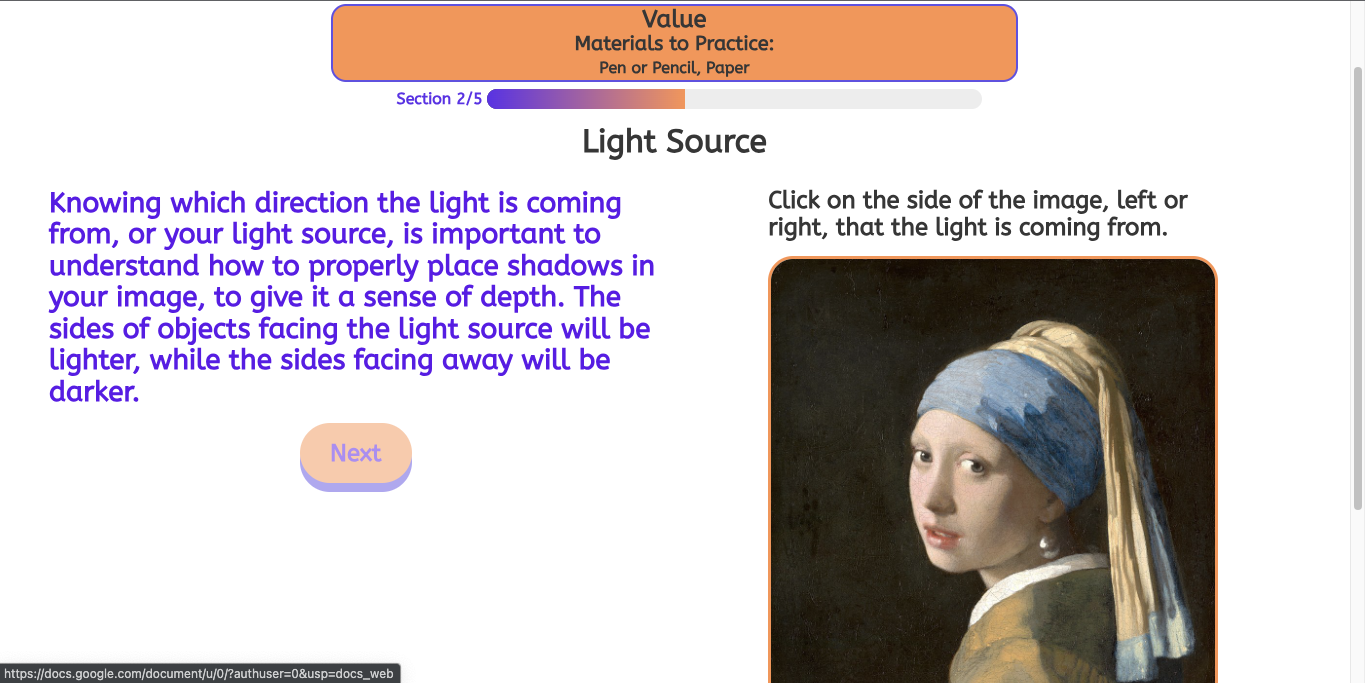 Value
Materials to Practice:
Pen or Pencil, Paper
Section 2/5
Light Source
Knowing which direction the light is coming
from, or your light source, is important to
understand how to properly place shadows in
your image, to give it a sense of depth. The
sides of objects facing the light source will be
lighter, while the sides facing away will be
darker.
Next
Click on the side of the image, left or
right, that the light is coming from.
https://docs.google.com/document/u/0/?authuser=0&usp=docs_web